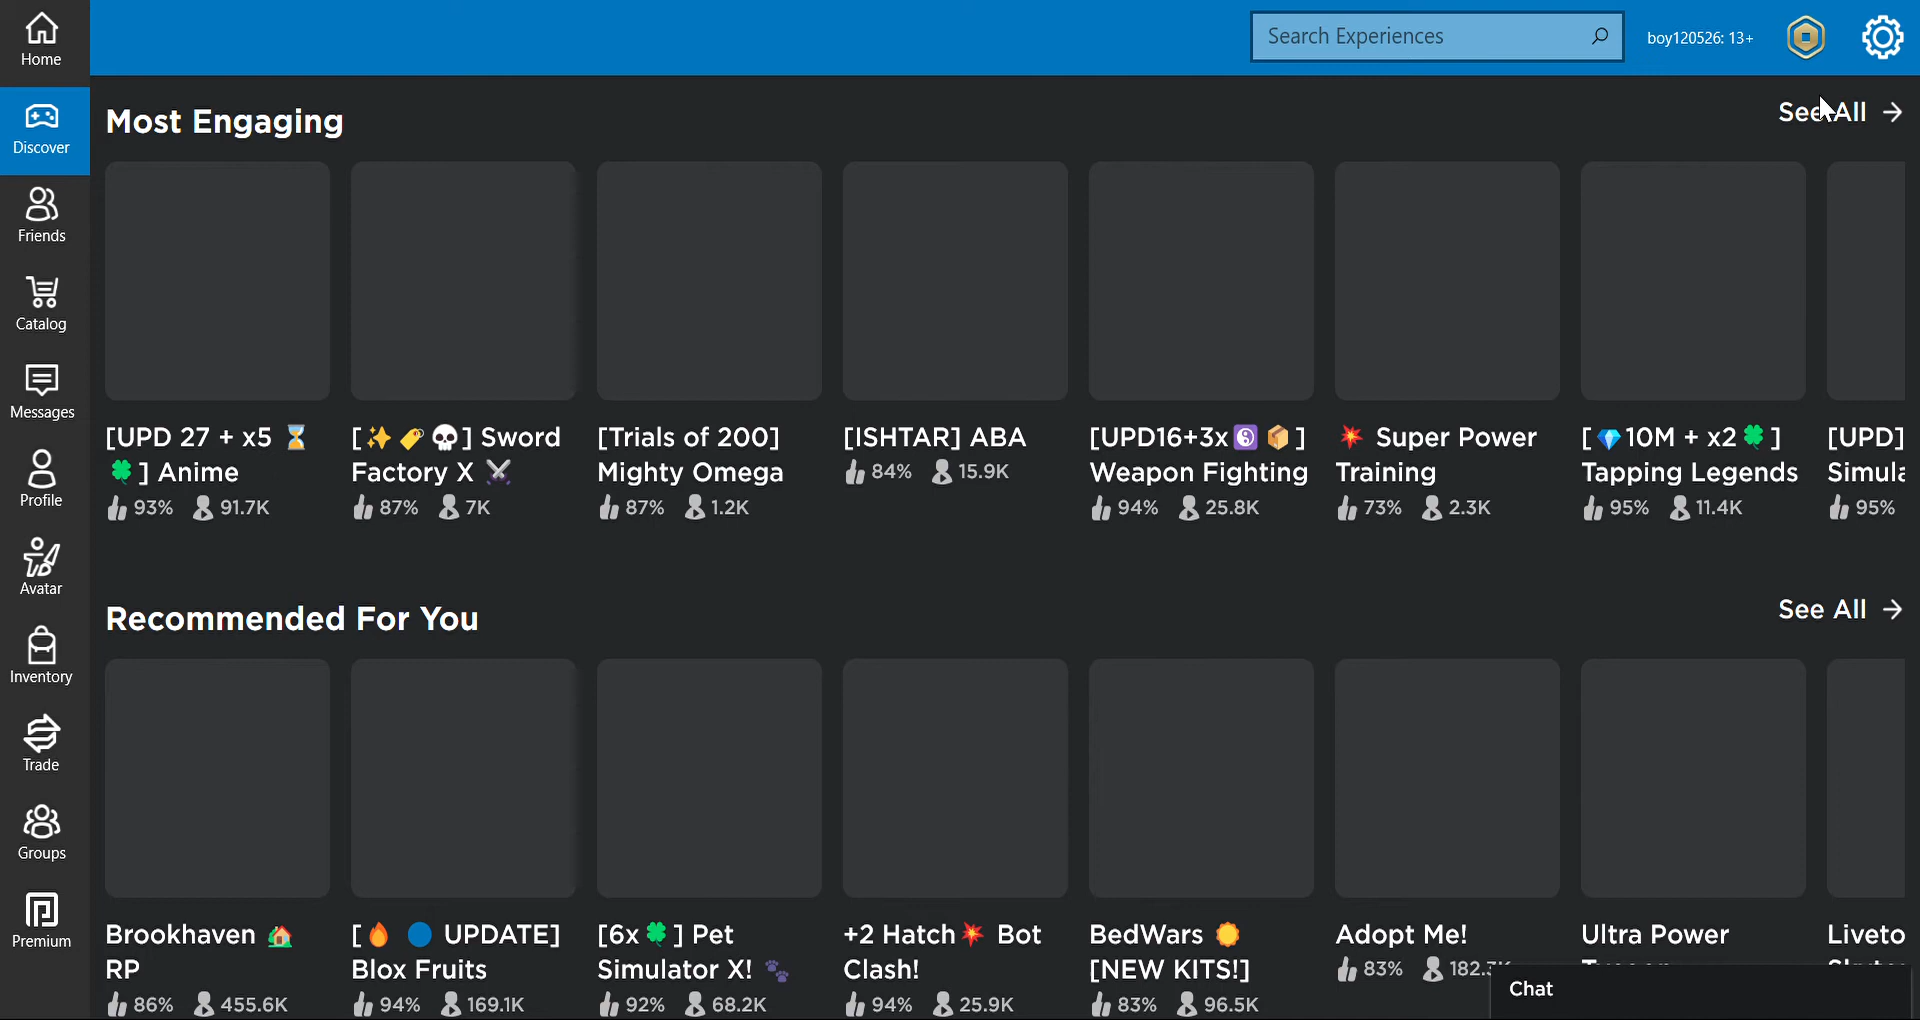 Home
Search Experiences
boy120526: 13+
Discover
Friends
Catalog
Messages
Profile
Avatar
Inventory
Trade
Groups
Premium
Most Engaging
See All →
[UPD 27 + x5 ⏳
🍀] Anime
93% 91.7K
[✨🏷️💀] Sword
Factory X ⚔️
87% 7K
[Trials of 200]
Mighty Omega
87% 1.2K
[ISHTAR] ABA
84% 15.9K
[UPD16+3x☯️📦]
Weapon Fighting
94% 25.8K
💥 Super Power
Training
73% 2.3K
[💎10M + x2🍀]
Tapping Legends
95% 11.4K
[UPD]
Simula
95%
Recommended For You
See All →
Brookhaven 🏡
RP
86% 455.6K
[🔥 🔵 UPDATE]
Blox Fruits
94% 169.1K
[6x🍀] Pet
Simulator X! 🐾
92% 68.2K
+2 Hatch💥 Bot
Clash!
94% 25.9K
BedWars 🌼
[NEW KITS!]
83% 96.5K
Adopt Me!
83% 182.
Ultra Power
Liveto
Chat